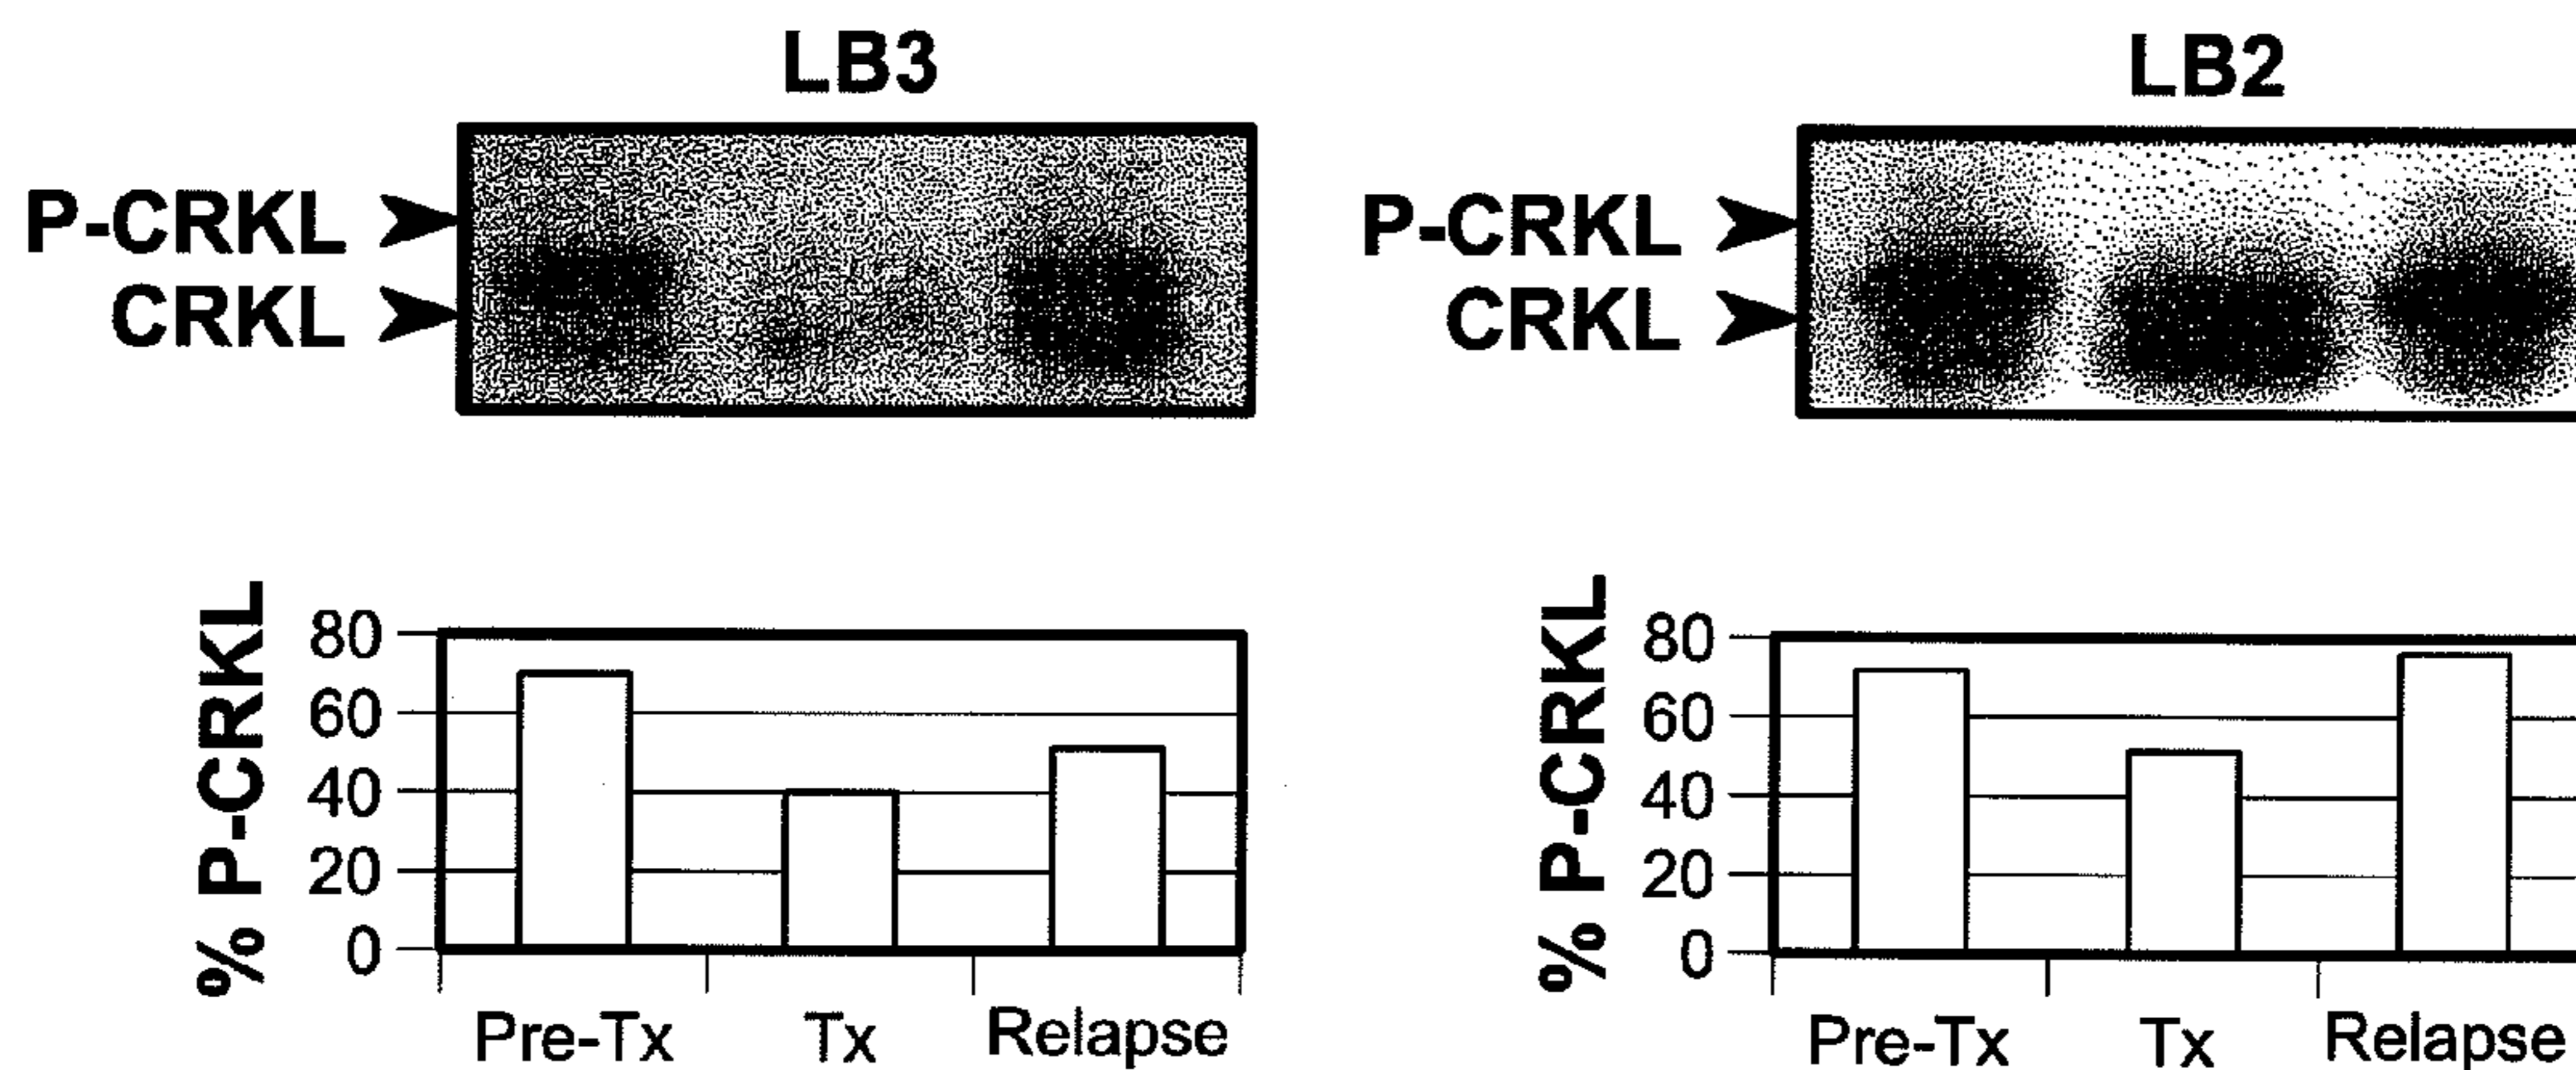 LB3
P-CRKL
CRKL
% P-CRKL
80
60
40
20
0
Pre-Tx Tx Relapse
LB2
P-CRKL
CRKL
% P-CRKL
80
60
40
20
0
Pre-Tx Tx Relapse